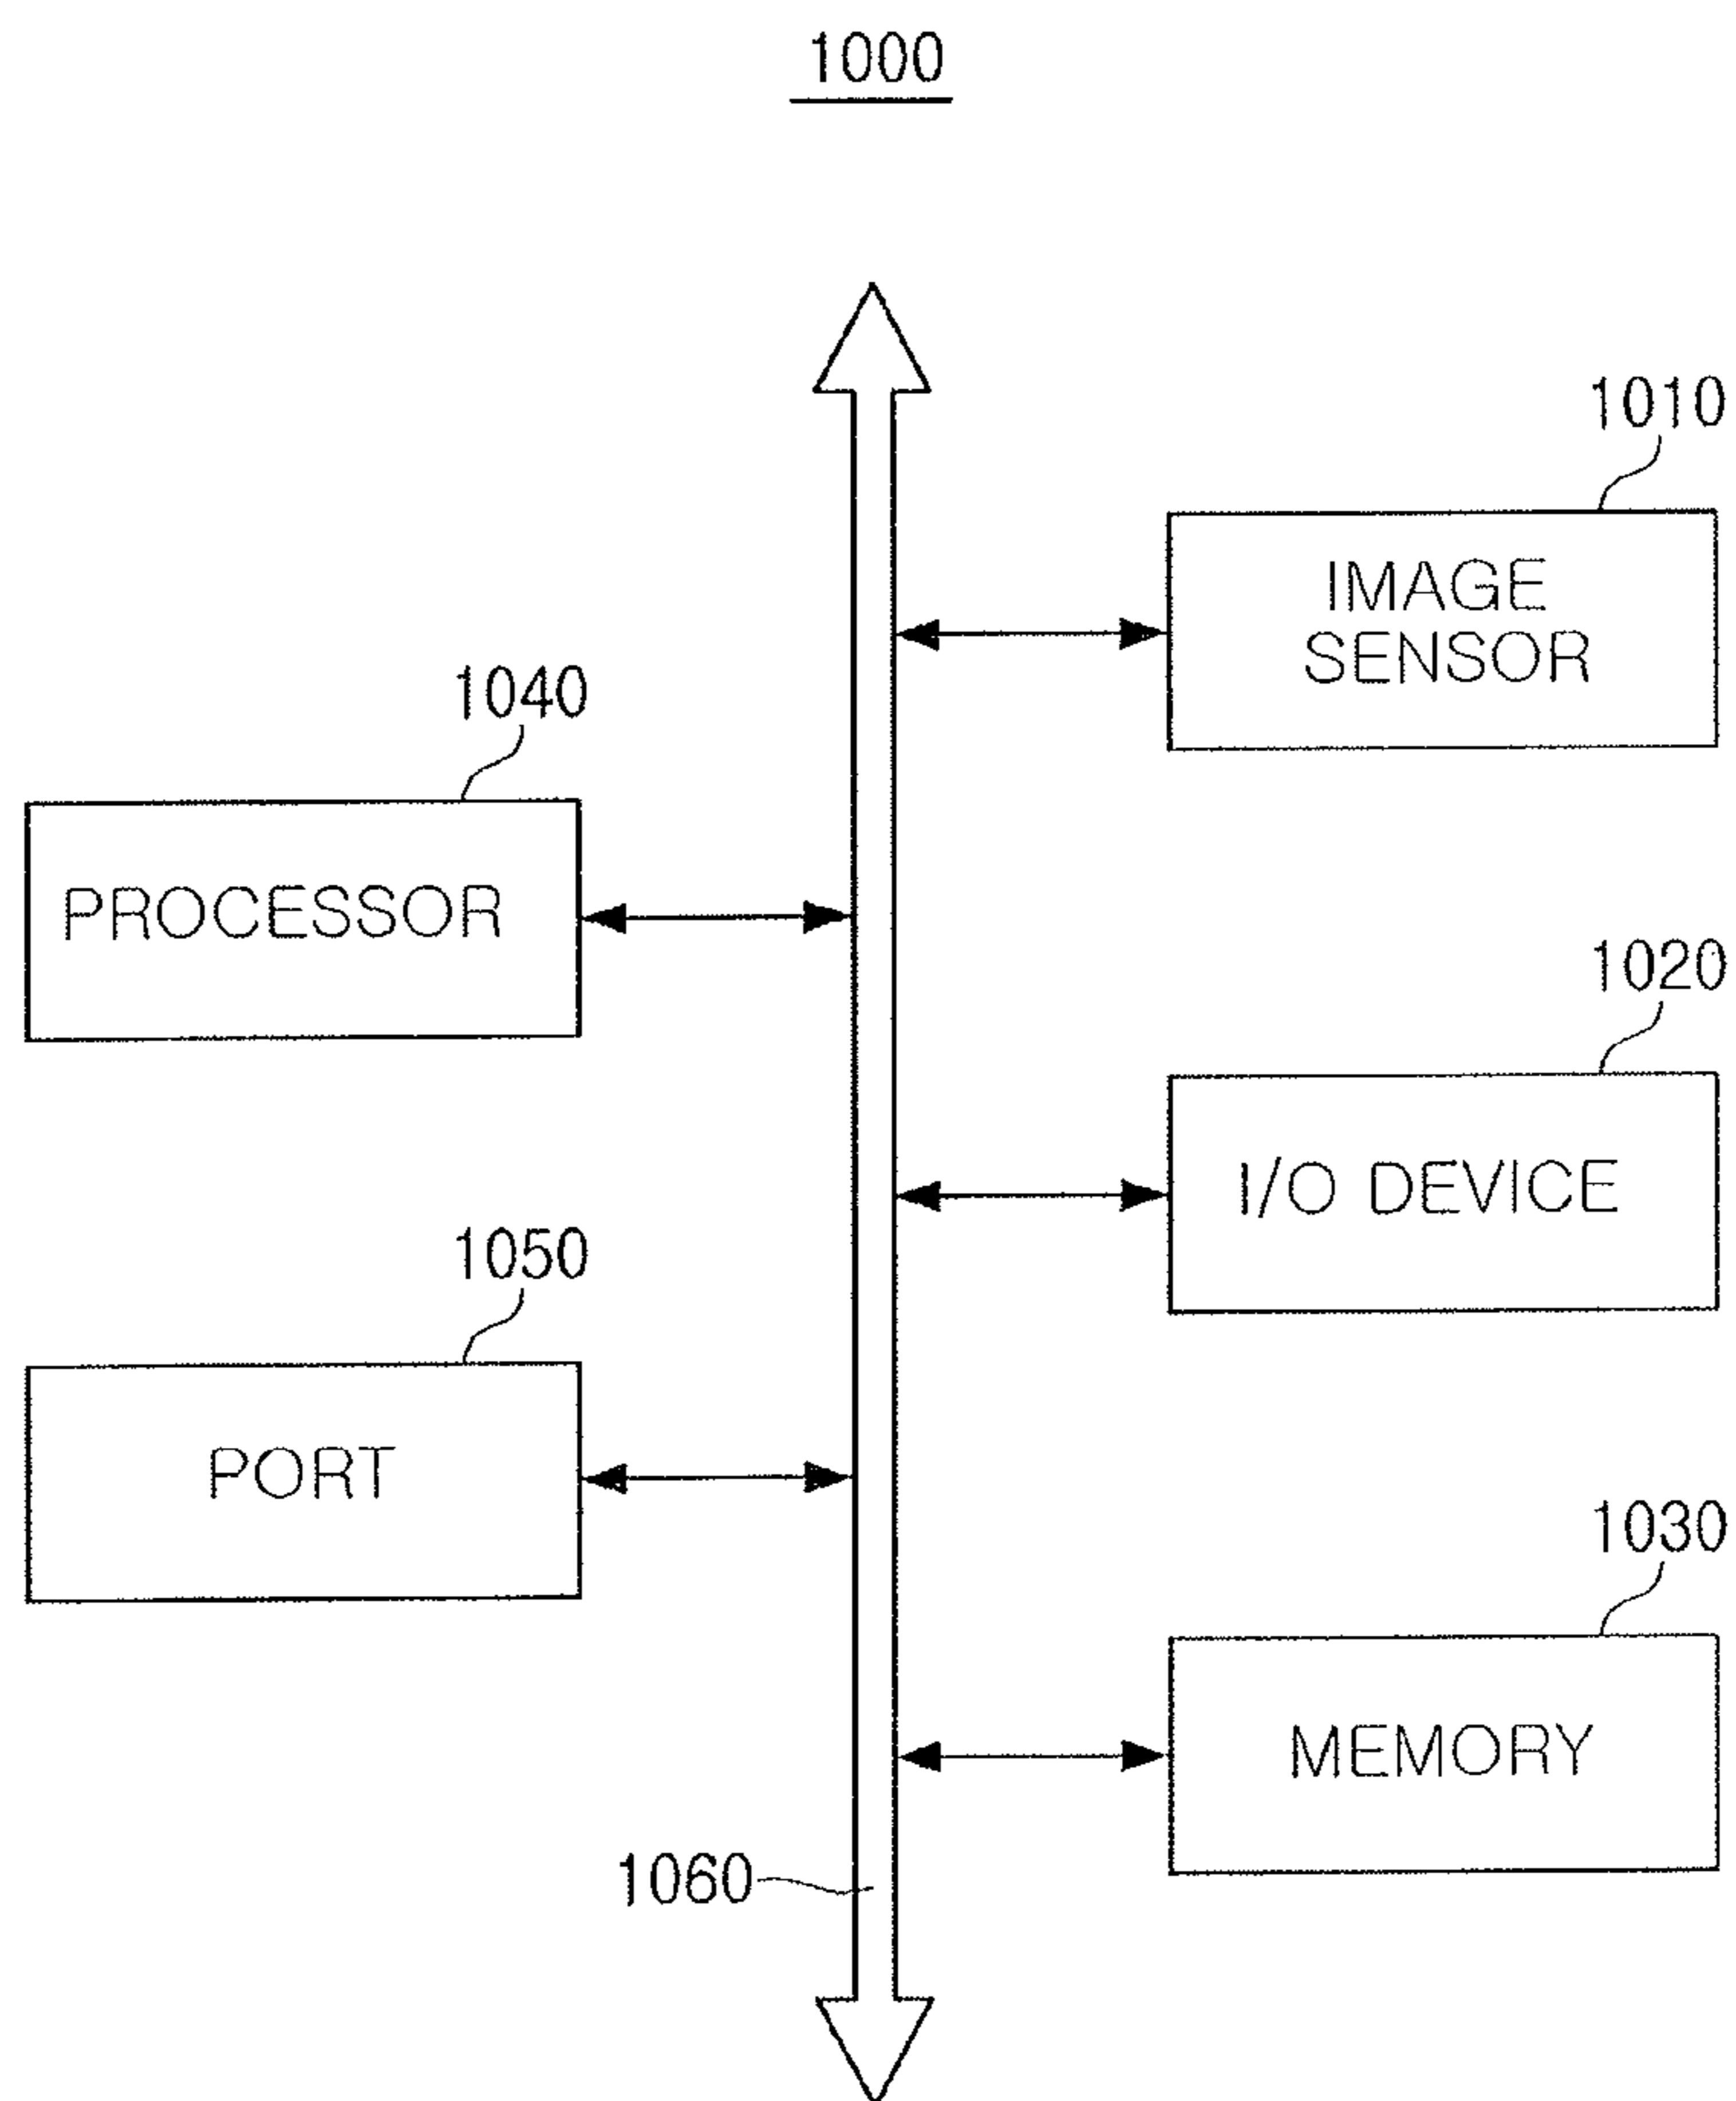 1000
1010
IMAGE
SENSOR
1040
PROCESSOR
1020
I/O DEVICE
1050
PORT
1030
MEMORY
1060